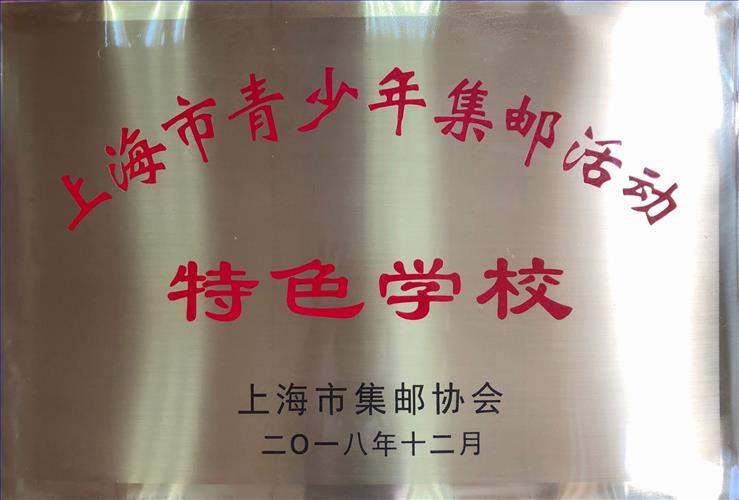 上海市青少年集邮活动
特色学校
上海市集邮协会
二〇一八年十二月